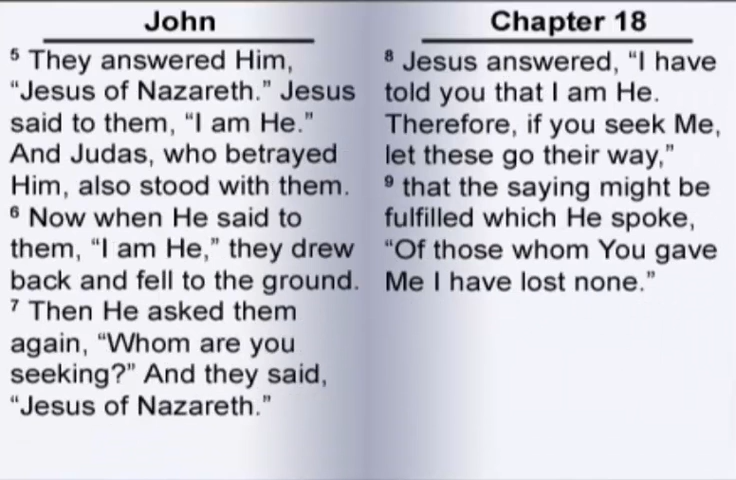 John
⁵ They answered Him,
“Jesus of Nazareth.” Jesus
said to them, “I am He.”
And Judas, who betrayed
Him, also stood with them.
⁶ Now when He said to
them, “I am He,” they drew
back and fell to the ground.
⁷ Then He asked them
again, “Whom are you
seeking?” And they said,
“Jesus of Nazareth.”
Chapter 18
⁸ Jesus answered, “I have
told you that I am He.
Therefore, if you seek Me,
let these go their way,”
⁹ that the saying might be
fulfilled which He spoke,
“Of those whom You gave
Me I have lost none.”